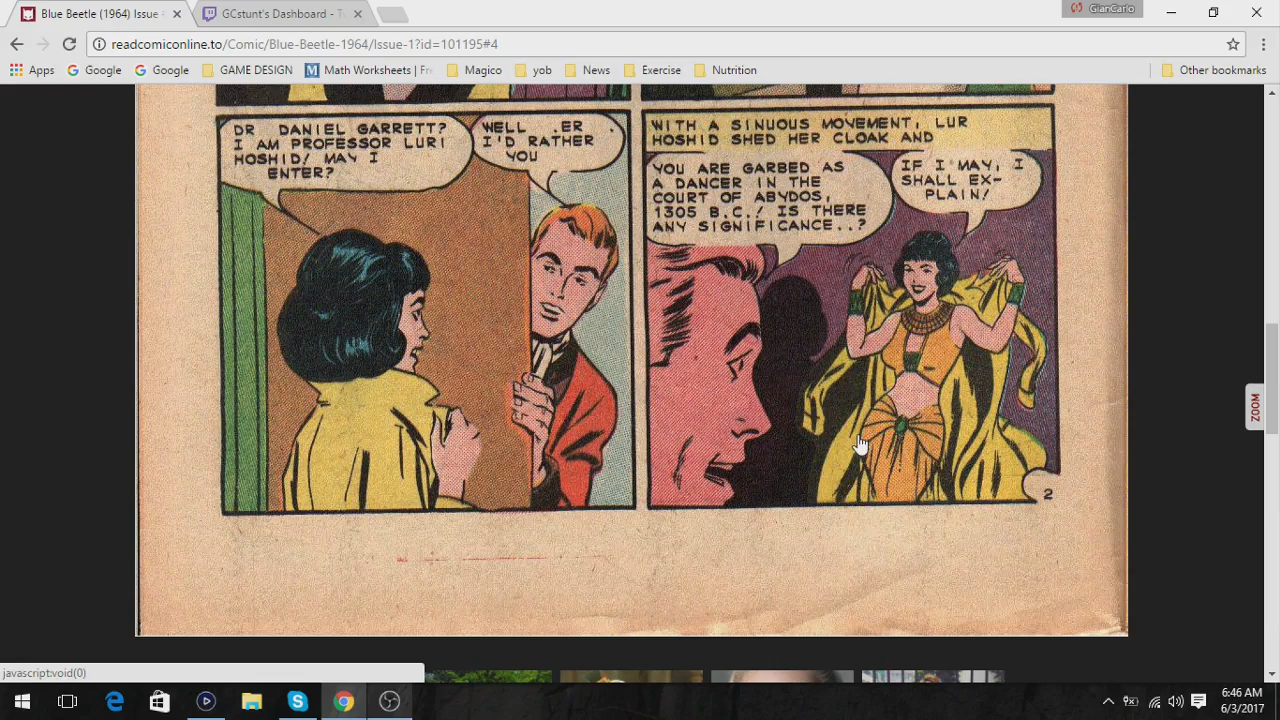 Blue Beetle (1964) Issue
GCstunt's Dashboard - Tw
GianCarlo
readcomiconline.to/Comic/Blue-Beetle-1964/Issue-1?id=101195#4
Apps
Google
Google
GAME DESIGN
Math Worksheets | Fr
Magico
yob
News
Exercise
Nutrition
Other bookmarks
DR DANIEL GARRETT?
I AM PROFESSOR LURI
HOSHID! MAY I
ENTER?
WELL .ER .
I'D RATHER
YOU
WITH A SINUOUS MOVEMENT, LUR
HOSHID SHED HER CLOAK AND
YOU ARE GARBED AS
A DANCER IN THE
COURT OF ABYDOS,
1305 B.C.! IS THERE
ANY SIGNIFICANCE..?
IF I MAY, I
SHALL EX-
PLAIN!
2
ZOOM
javascript:void(0)
6:46 AM
6/3/2017